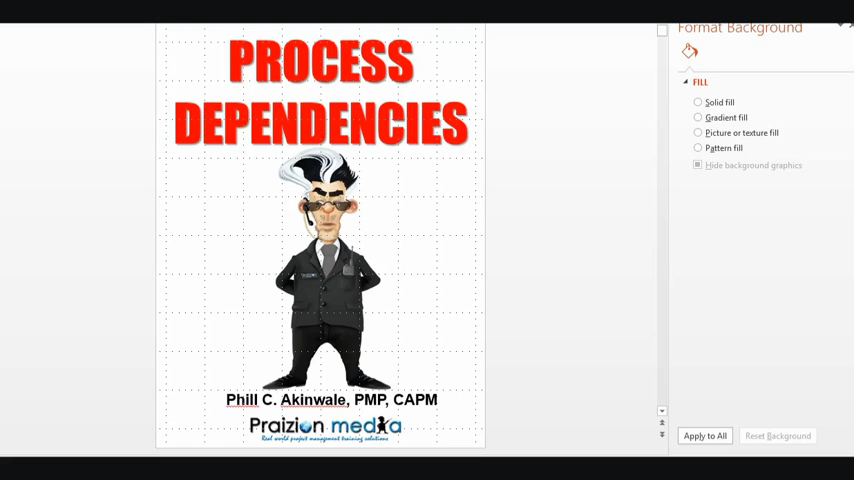 PROCESS
DEPENDENCIES
Phill C. Akinwale, PMP, CAPM
Praizion media
Real world project management training solutions
Format Background
FILL
Solid fill
Gradient fill
Picture or texture fill
Pattern fill
Hide background graphics
Apply to All
Reset Background